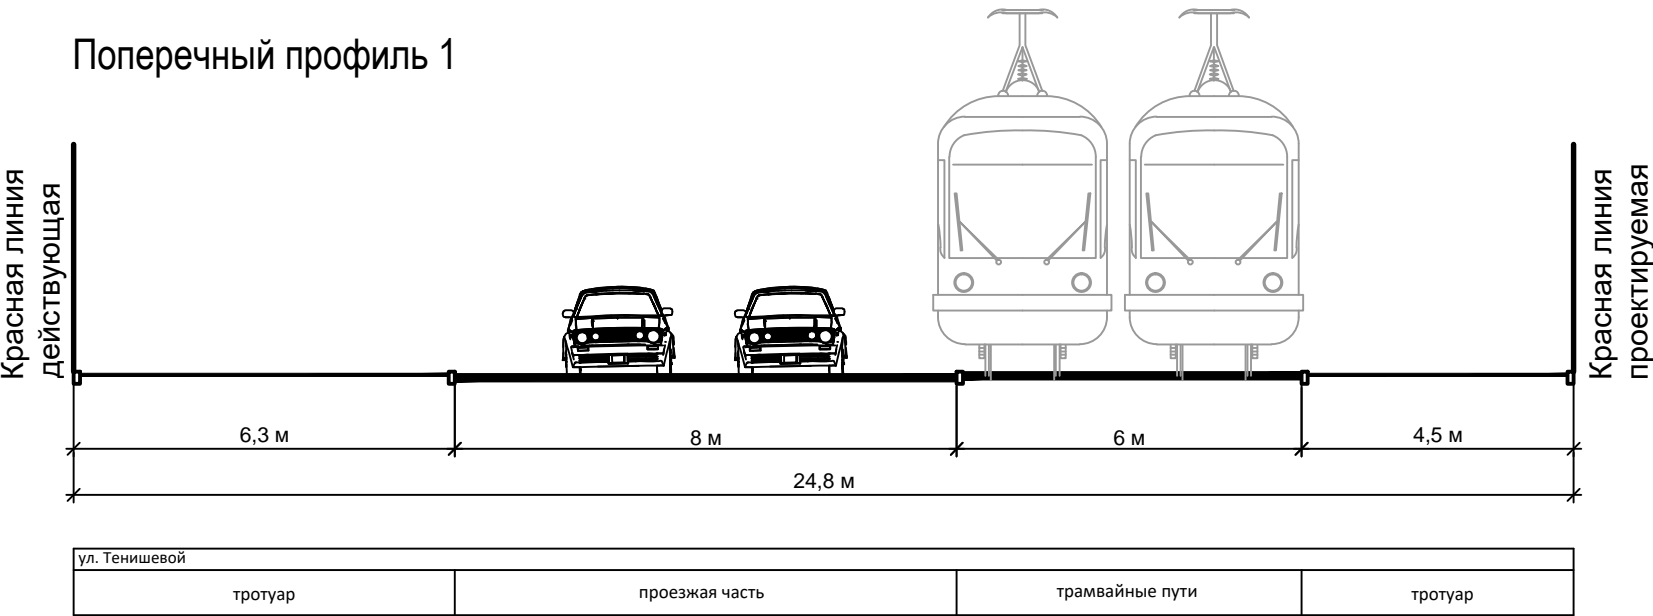 Поперечный профиль 1
Красная линия
действующая
Красная линия
проектируемая
6,3 м
8 м
6 м
4,5 м
24,8 м
ул. Тенишевой
тротуар
проезжая часть
трамвайные пути
тротуар